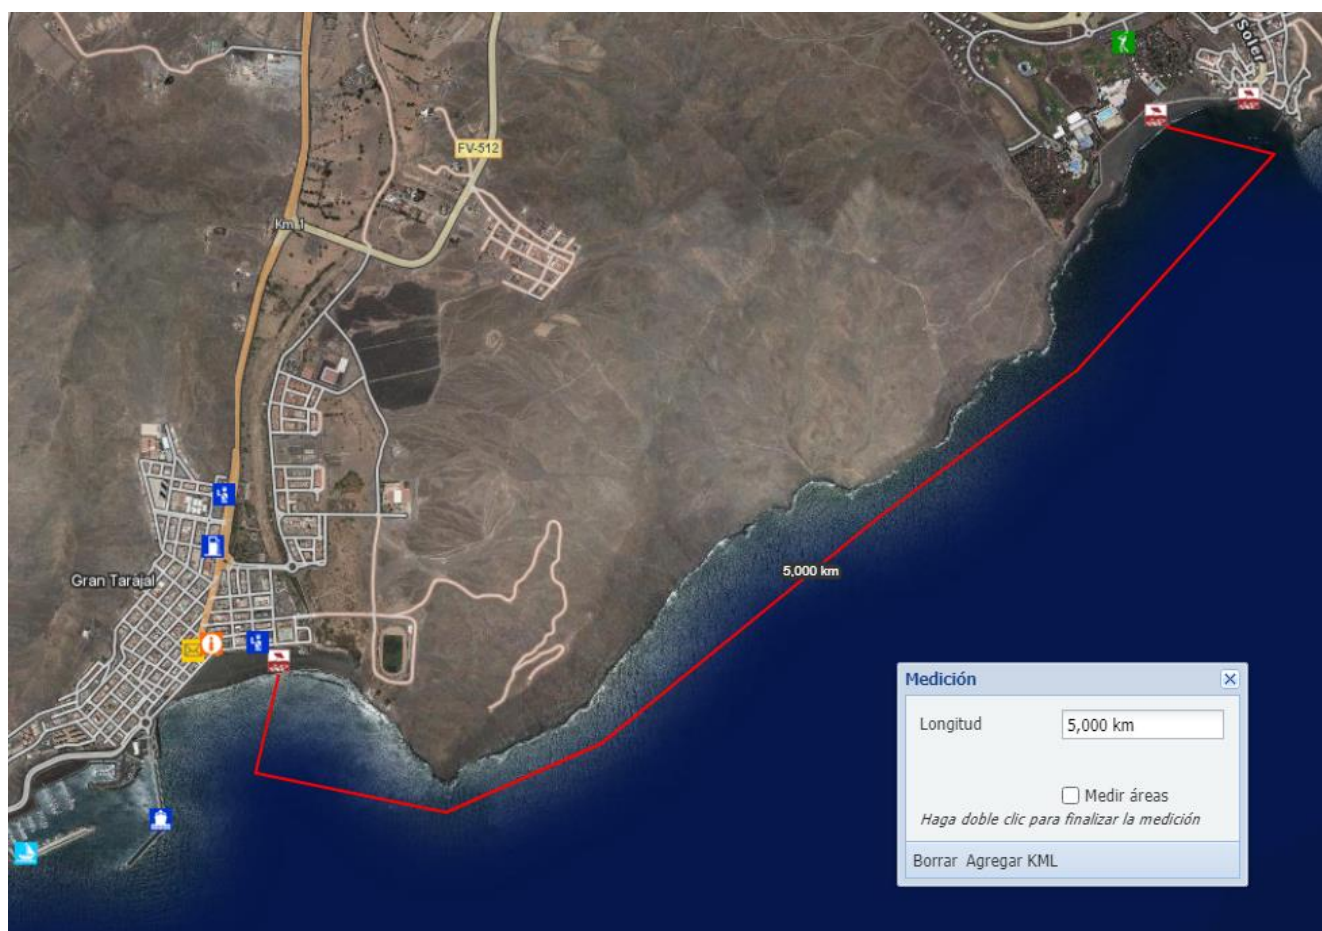 Soler
FV-512
Km 1
5,000 km
Gran Tarajal
Medición
Longitud
5,000 km
Medir áreas
Haga doble clic para finalizar la medición
Borrar Agregar KML